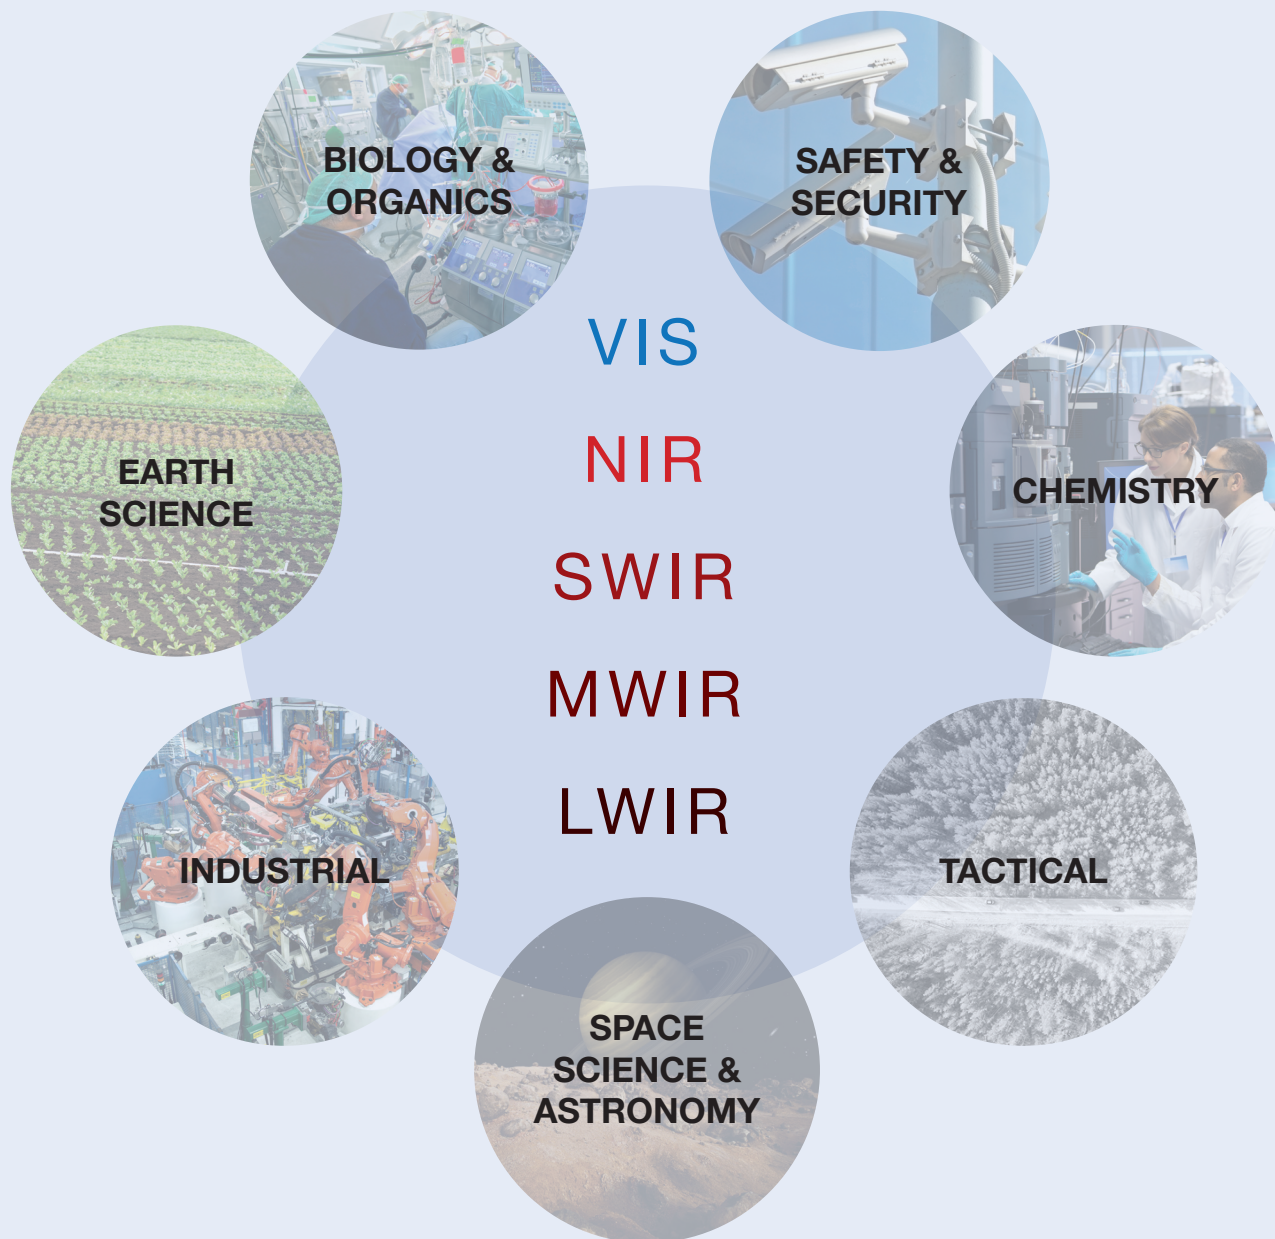 BIOLOGY &
ORGANICS
SAFETY &
SECURITY
VIS
NIR
SWIR
MWIR
LWIR
EARTH
SCIENCE
CHEMISTRY
INDUSTRIAL
TACTICAL
SPACE
SCIENCE &
ASTRONOMY